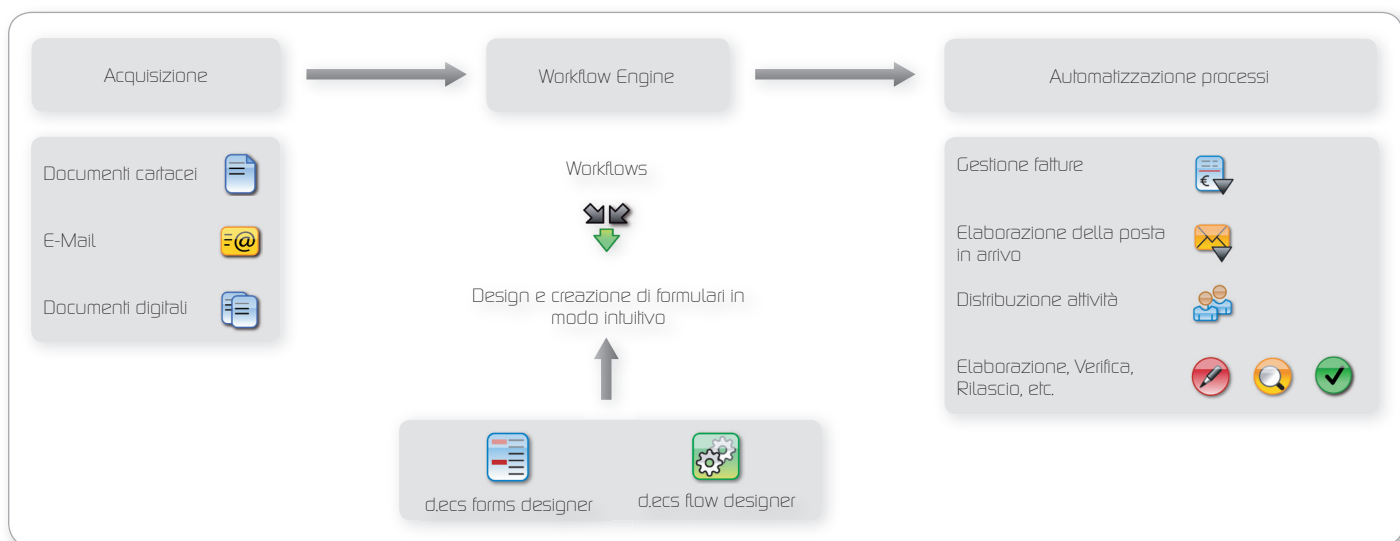 Acquisizione
Workflow Engine
Automatizzazione processi
Documenti cartacei
E-Mail
Documenti digitali
Workflows
Design e creazione di formulari in
modo intuitivo
d.ecs forms designer
d.ecs flow designer
Gestione fatture
Elaborazione della posta
in arrivo
Distribuzione attività
Elaborazione, Verifica,
Rilascio, etc.